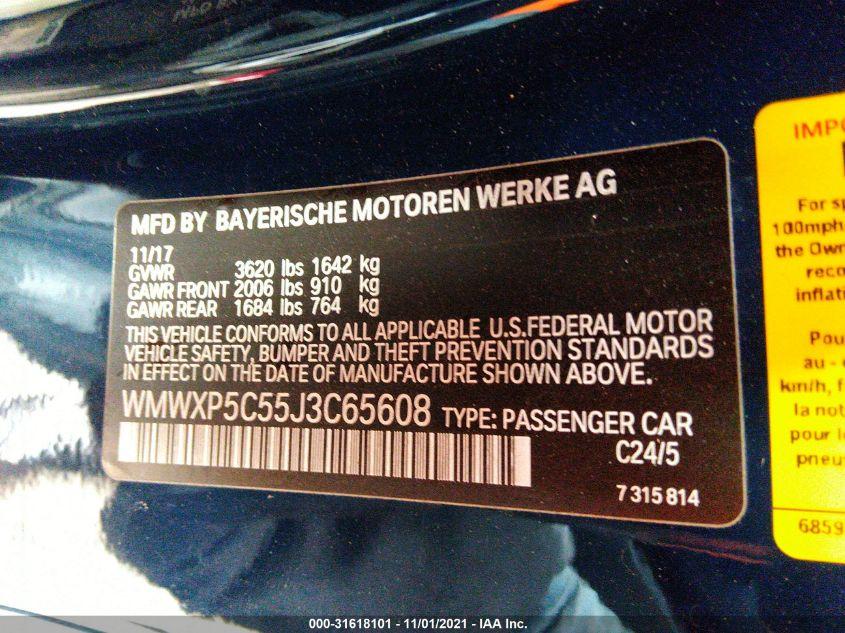 MFD BY BAYERISCHE MOTOREN WERKE AG
11/17
GVWR 3620 lbs 1642 kg
GAWR FRONT 2006 lbs 910 kg
GAWR REAR 1684 lbs 764 kg
THIS VEHICLE CONFORMS TO ALL APPLICABLE U.S.FEDERAL MOTOR
VEHICLE SAFETY, BUMPER AND THEFT PREVENTION STANDARDS
IN EFFECT ON THE DATE OF MANUFACTURE SHOWN ABOVE.
WMWXP5C55J3C65608 TYPE: PASSENGER CAR
C24/5
7 315 814
For
100mph
the Own
Pou
au -
km/h,
la not
pour
pneu
6859
000-31618101 - 11/01/2021 - IAA Inc.